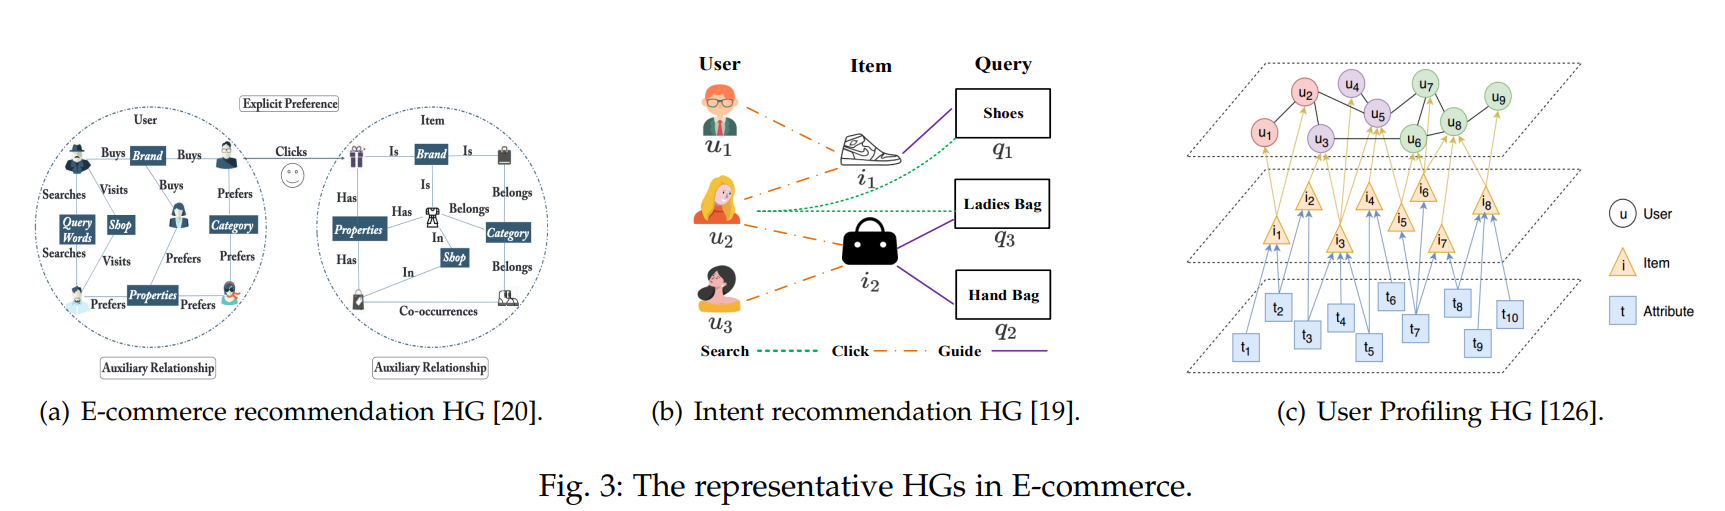 Explicit Preference
User
Buys
Brand
Buys
Clicks
Searches
Visits
Buys
Prefers
Query
Words
Shop
Category
Searches
Visits
Prefers
Prefers
Prefers
Properties
Prefers
Auxiliary Relationship
Item
Is
Brand
Is
Has
Is
Belongs
Has
Belongs
Properties
In
Category
Has
Shop
In
Belongs
Co-occurrences
Auxiliary Relationship
(a) E-commerce recommendation HG [20].
User
Item
Query
u1
i1
Shoes
q1
u2
Ladies Bag
q3
i2
u3
Hand Bag
q2
Search
Click
Guide
(b) Intent recommendation HG [19].
u1
u2
u3
u4
u5
u6
u7
u8
u9
i1
i2
i3
i4
i5
i6
i7
i8
t1
t2
t3
t4
t5
t6
t7
t8
t9
t10
u User
i Item
t Attribute
(c) User Profiling HG [126].
Fig. 3: The representative HGs in E-commerce.